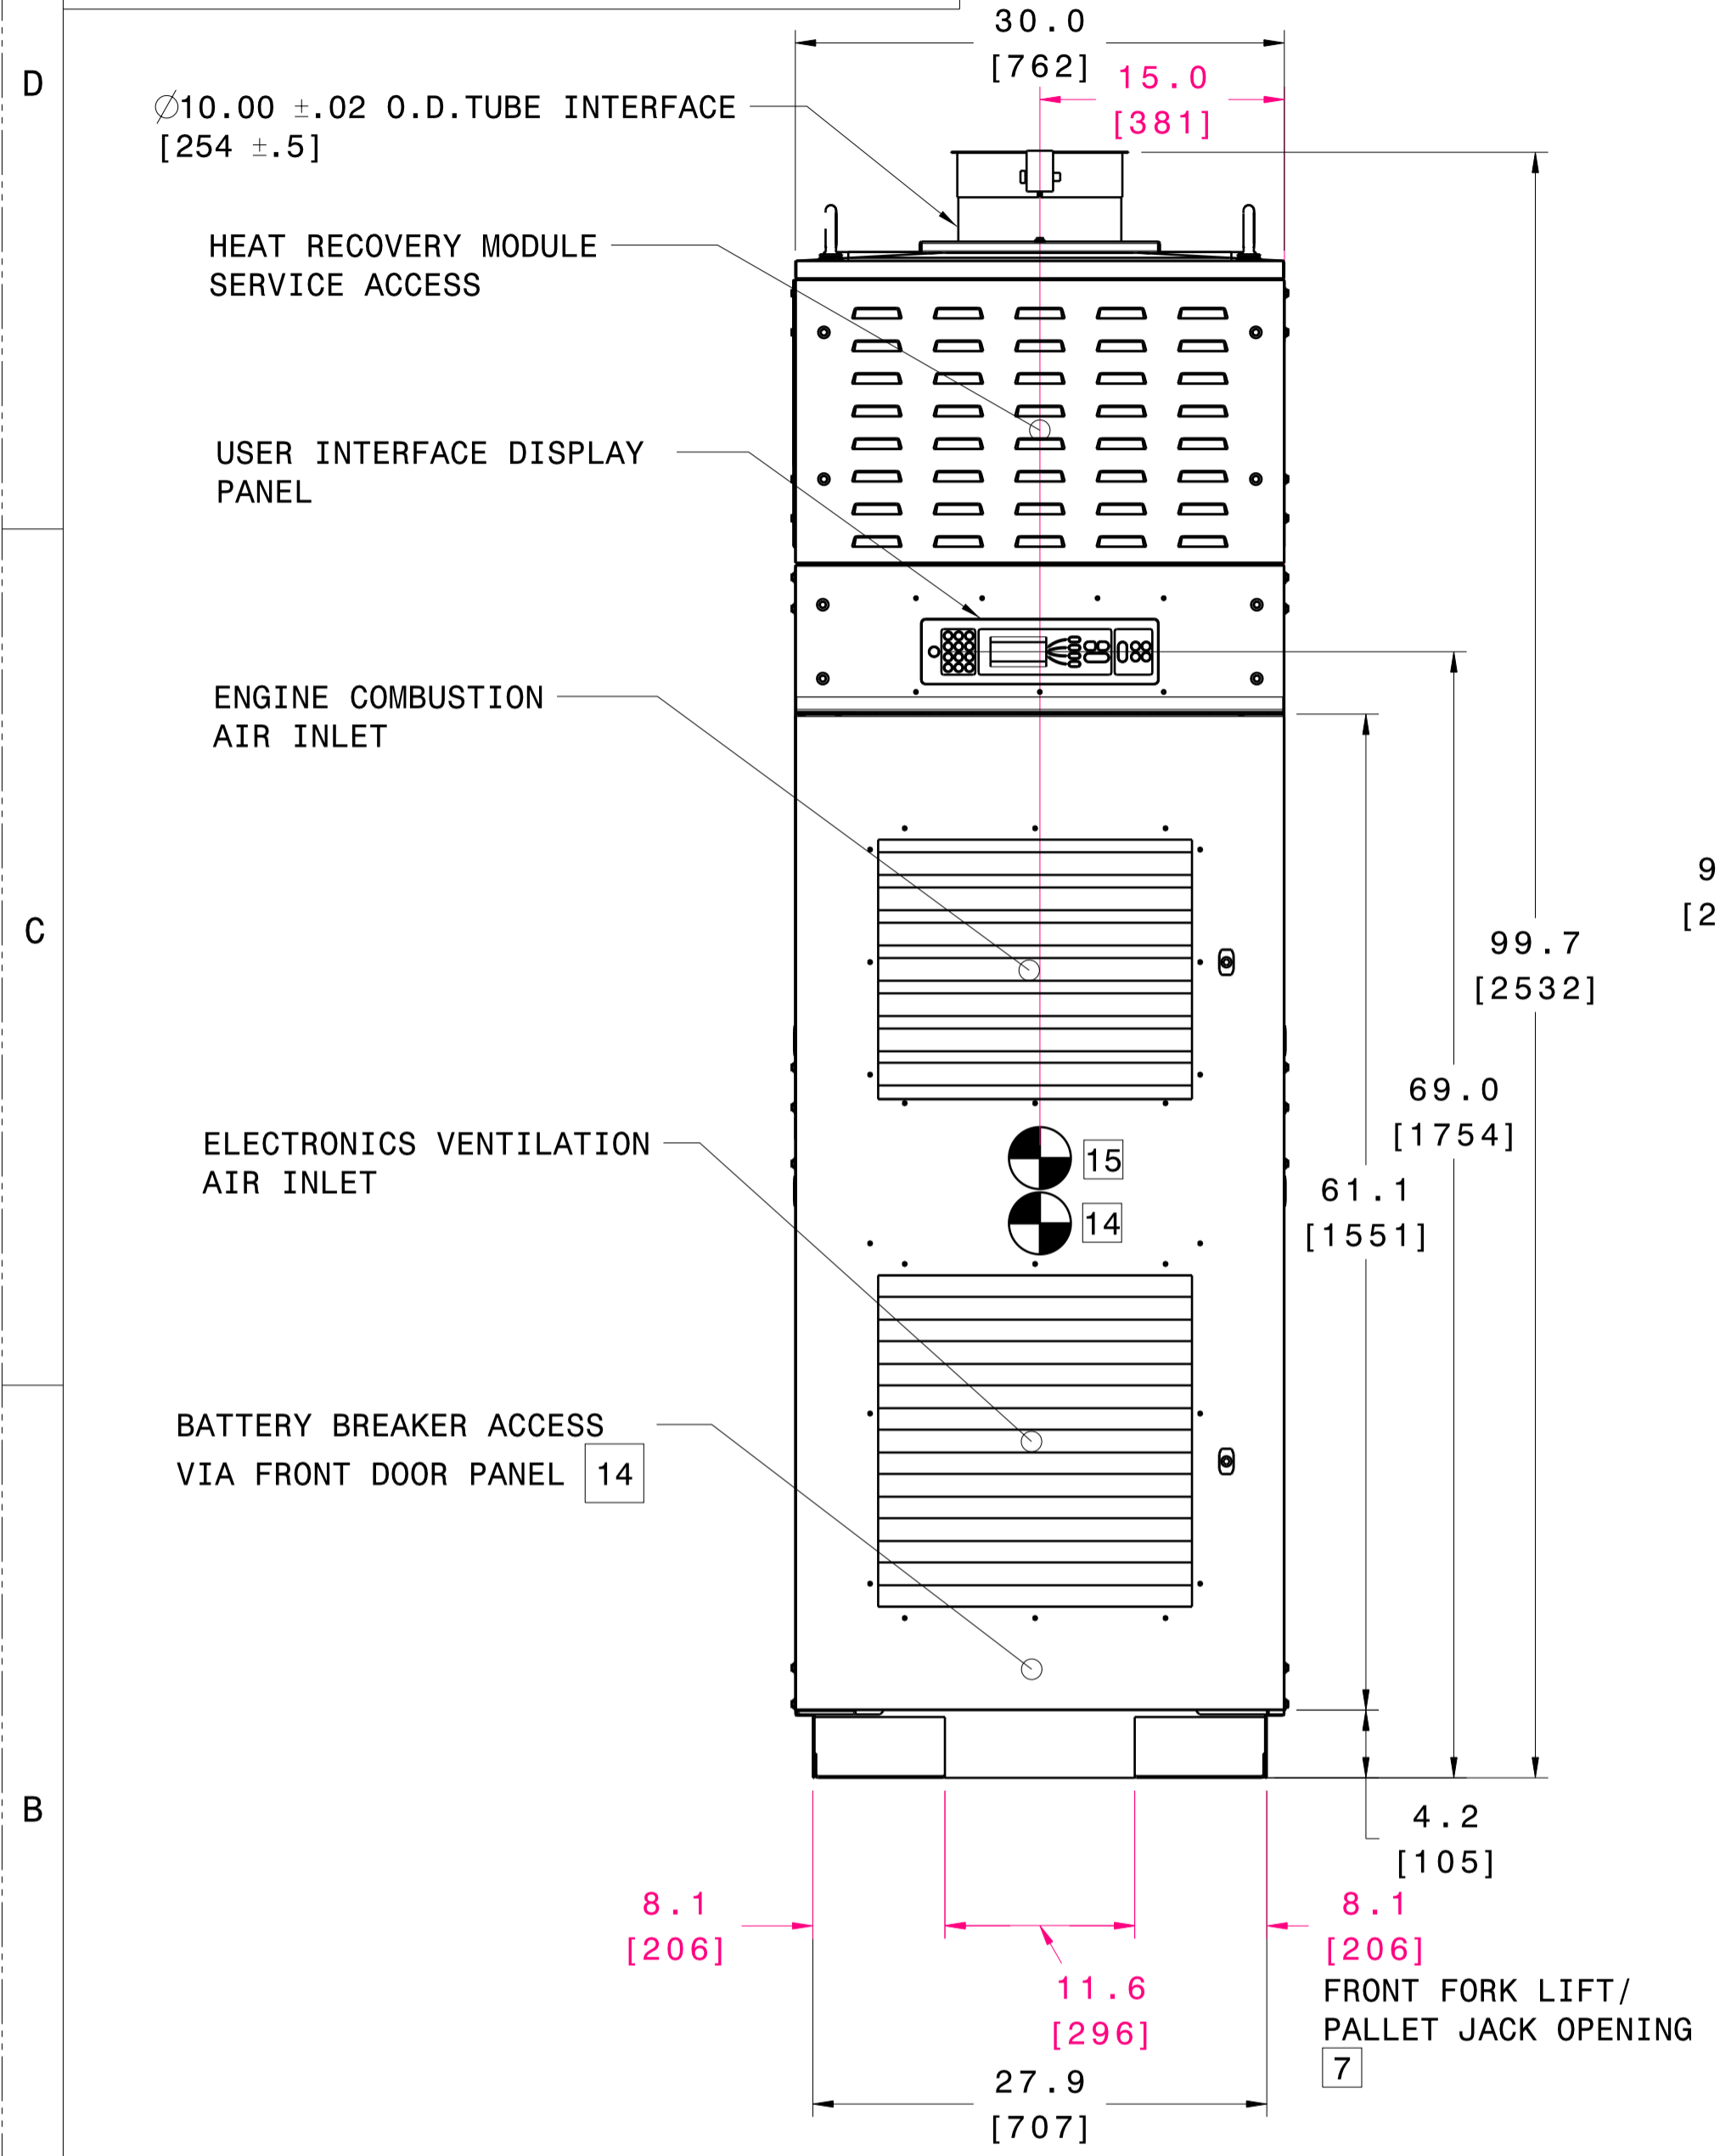 30.0
[762]
15.0
[381]
D
Ø10.00 ±.02 O.D.TUBE INTERFACE
[254 ±.5]
HEAT RECOVERY MODULE
SERVICE ACCESS
USER INTERFACE DISPLAY
PANEL
ENGINE COMBUSTION
AIR INLET
9
[2
C
99.7
[2532]
69.0
[1754]
ELECTRONICS VENTILATION
AIR INLET
15
14
61.1
[1551]
BATTERY BREAKER ACCESS
VIA FRONT DOOR PANEL 14
B
4.2
[105]
8.1
[206]
8.1
[206]
11.6
[296]
FRONT FORK LIFT/
PALLET JACK OPENING
7
27.9
[707]